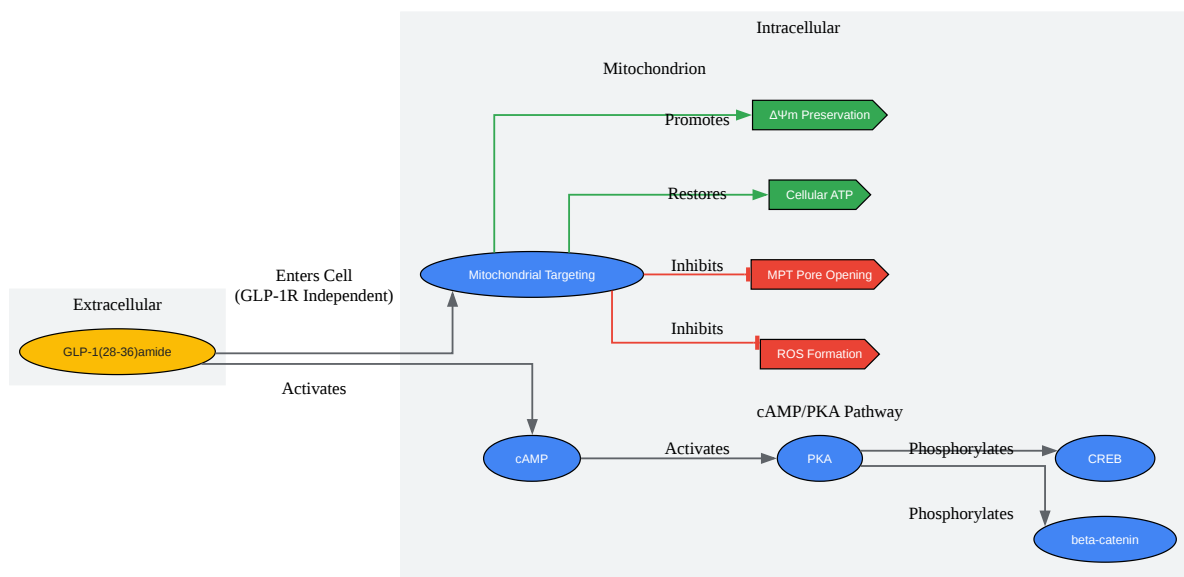 Intracellular
Mitochondrion
ΔΨm Preservation
Promotes
Cellular ATP
Restores
Mitochondrial Targeting
Inhibits
MPT Pore Opening
Enters Cell
(GLP-1R Independent)
Extracellular
Inhibits
GLP-1(28-36)amide
ROS Formation
Activates
cAMP/PKA Pathway
cAMP
Activates
PKA
Phosphorylates
CREB
Phosphorylates
beta-catenin